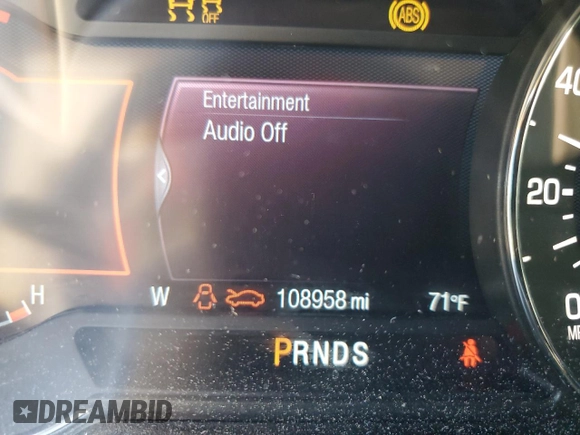 OFF
ABS
40
Entertainment
Audio Off
20
H
W
108958 mi
71°F
0
PRNDS
DREAMBID